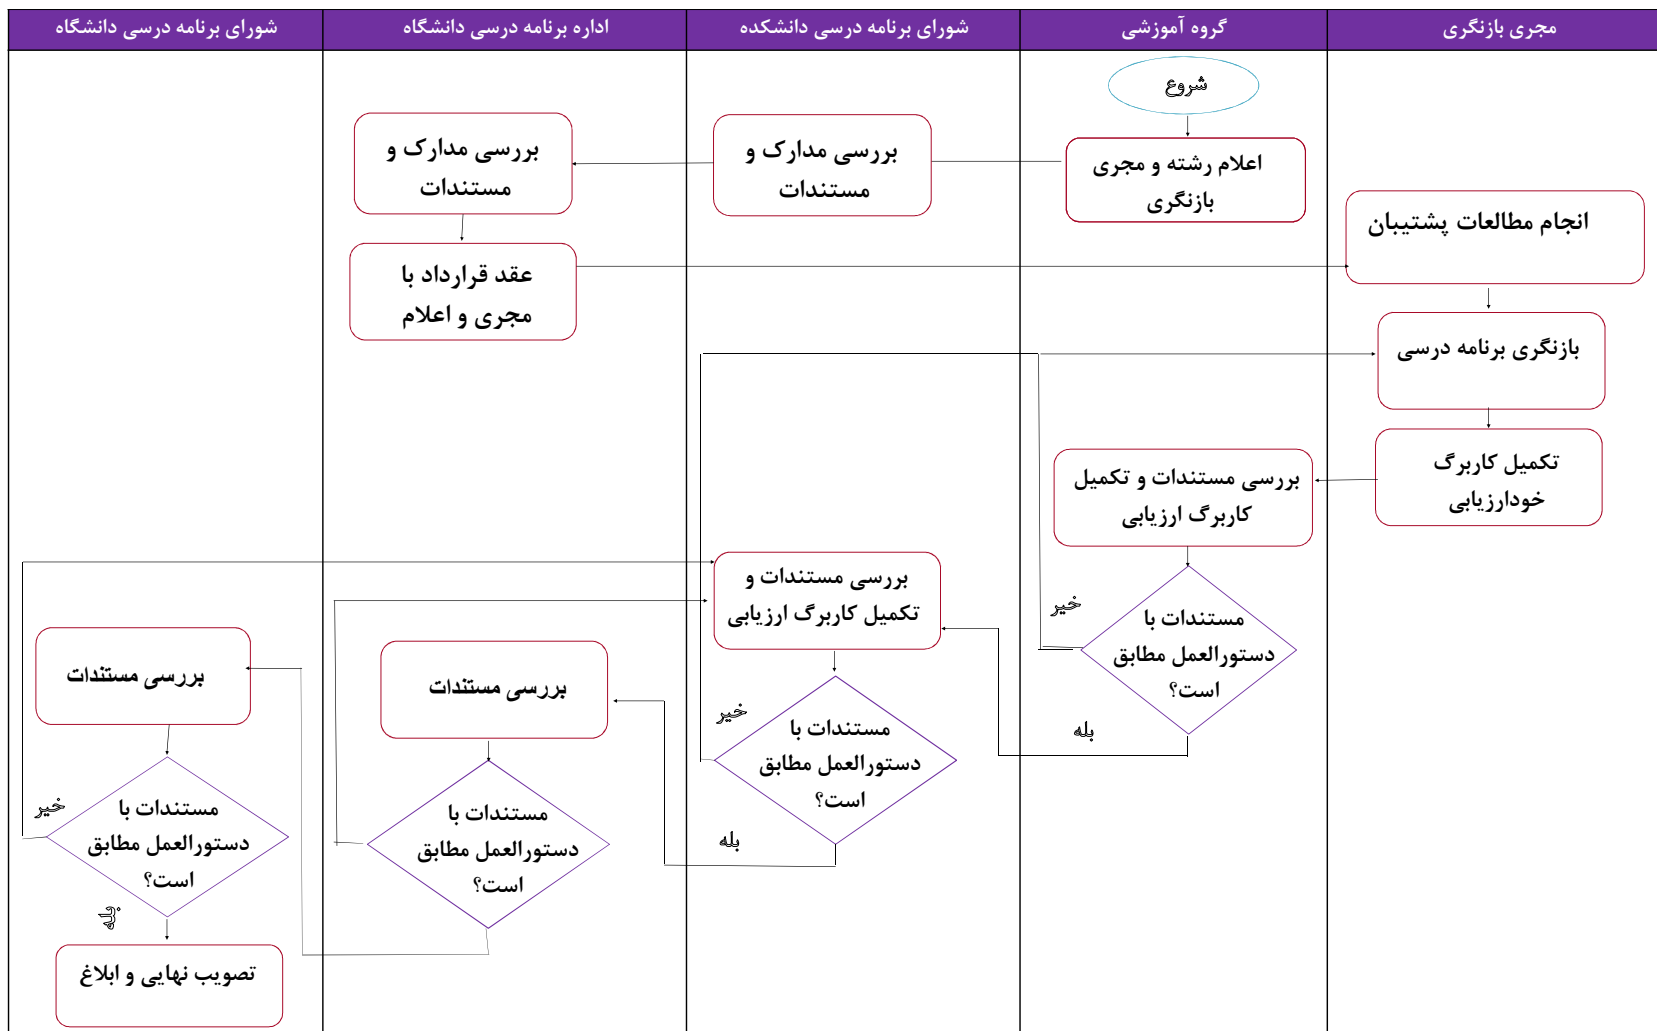 مجری بازنگری
گروه آموزشی
شورای برنامه درسی دانشکده
اداره برنامه درسی دانشگاه
شورای برنامه درسی دانشگاه
شروع
اعلام رشته و مجری
بازنگری
بررسی مدارک و
مستندات
بررسی مدارک و
مستندات
عقد قرارداد با
مجری و اعلام
انجام مطالعات پشتیبان
بازنگری برنامه درسی
تکمیل کاربرگ
خودارزیابی
بررسی مستندات و تکمیل
کاربرگ ارزیابی
مستندات با
دستورالعمل مطابق
است؟
خیر
بله
بررسی مستندات و
تکمیل کاربرگ ارزیابی
مستندات با
دستورالعمل مطابق
است؟
خیر
بله
بررسی مستندات
مستندات با
دستورالعمل مطابق
است؟
بررسی مستندات
مستندات با
دستورالعمل مطابق
است؟
خیر
بله
تصویب نهایی و ابلاغ